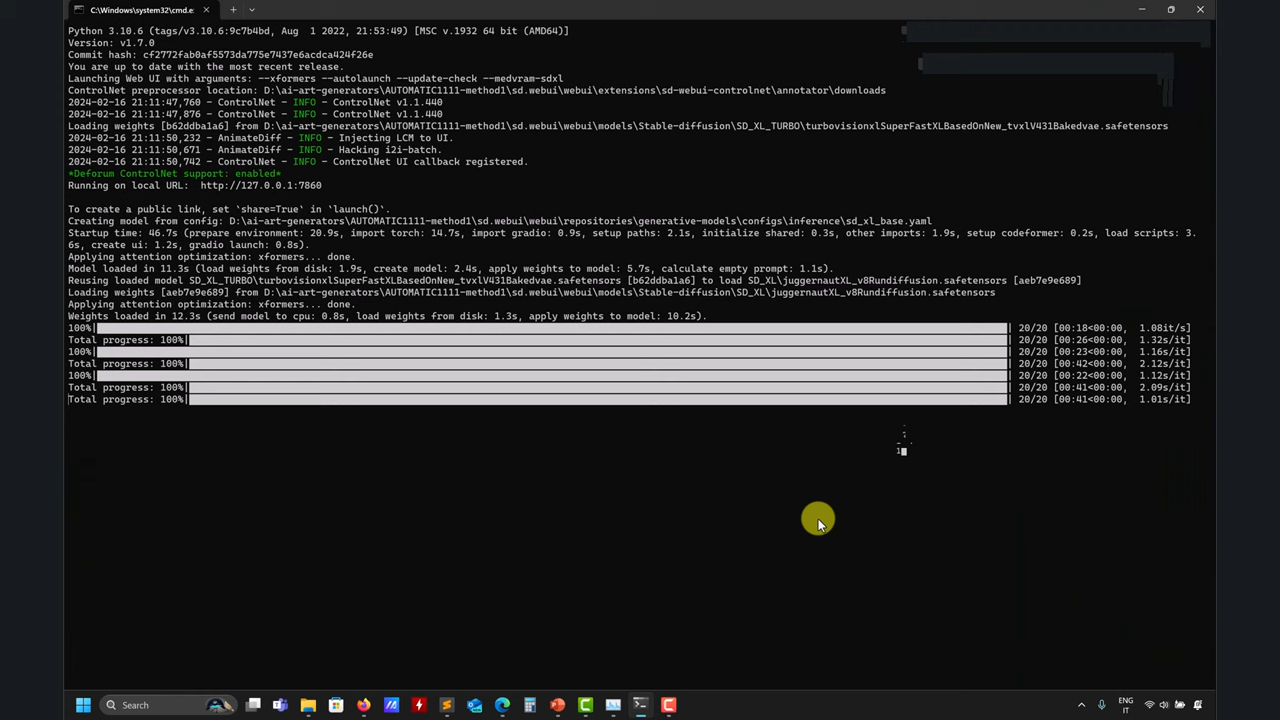 C:\Windows\system32\cmd.e:
Python 3.10.6 (tags/v3.10.6:9c7b4bd, Aug  1 2022, 21:53:49) [MSC v.1932 64 bit (AMD64)]
Version: v1.7.0
Commit hash: cf2772fab0af5573da775e7437e6acdca424f26e
You are up to date with the most recent release.
Launching Web UI with arguments: --xformers --autolaunch --update-check --medvram-sdxl
ControlNet preprocessor location: D:\ai-art-generators\AUTOMATIC1111-method1\sd.webui\webui\extensions\sd-webui-controlnet\annotator\downloads
2024-02-16 21:11:47,760 - ControlNet - INFO - ControlNet v1.1.440
2024-02-16 21:11:47,876 - ControlNet - INFO - ControlNet v1.1.440
Loading weights [b62ddba1a6] from D:\ai-art-generators\AUTOMATIC1111-method1\sd.webui\webui\models\Stable-diffusion\SD_XL_TURBO\turbovisionxlSuperFastXLBasedOnNew_tvxlV431Bakedvae.safetensors
2024-02-16 21:11:50,232 - AnimateDiff - INFO - Injecting LCM to UI.
2024-02-16 21:11:50,671 - AnimateDiff - INFO - Hacking i2i-batch.
2024-02-16 21:11:50,742 - ControlNet - INFO - ControlNet UI callback registered.
*Deforum ControlNet support: enabled*
Running on local URL:  http://127.0.0.1:7860
To create a public link, set `share=True` in `launch()`.
Creating model from config: D:\ai-art-generators\AUTOMATIC1111-method1\sd.webui\webui\repositories\generative-models\configs\inference\sd_xl_base.yaml
Startup time: 46.7s (prepare environment: 20.9s, import torch: 14.7s, import gradio: 0.9s, setup paths: 2.1s, initialize shared: 0.3s, other imports: 1.9s, setup codeformer: 0.2s, load scripts: 3.
6s, create ui: 1.2s, gradio launch: 0.8s).
Applying attention optimization: xformers... done.
Model loaded in 11.3s (load weights from disk: 1.9s, create model: 2.4s, apply weights to model: 5.7s, calculate empty prompt: 1.1s).
Reusing loaded model SD_XL_TURBO\turbovisionxlSuperFastXLBasedOnNew_tvxlV431Bakedvae.safetensors [b62ddba1a6] to load SD_XL\juggernautXL_v8Rundiffusion.safetensors [aeb7e9e689]
Loading weights [aeb7e9e689] from D:\ai-art-generators\AUTOMATIC1111-method1\sd.webui\webui\models\Stable-diffusion\SD_XL\juggernautXL_v8Rundiffusion.safetensors
Applying attention optimization: xformers... done.
Weights loaded in 12.3s (send model to cpu: 0.8s, load weights from disk: 1.3s, apply weights to model: 10.2s).
100%| | 20/20 [00:18<00:00,  1.08it/s]
Total progress: 100%| | 20/20 [00:26<00:00,  1.32s/it]
100%| | 20/20 [00:23<00:00,  1.16s/it]
Total progress: 100%| | 20/20 [00:42<00:00,  2.12s/it]
100%| | 20/20 [00:22<00:00,  1.12s/it]
Total progress: 100%| | 20/20 [00:41<00:00,  2.09s/it]
Total progress: 100%| | 20/20 [00:41<00:00,  1.01s/it]
Search
ENG
IT